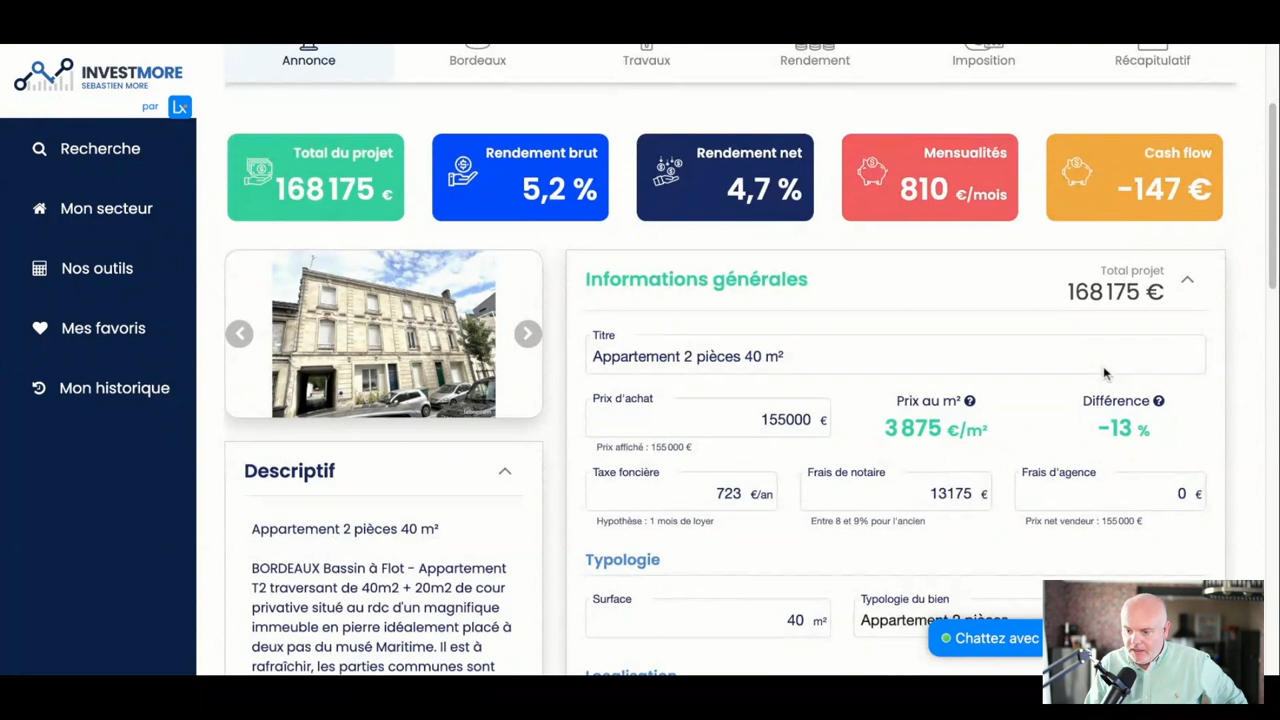 Annonce
Bordeaux
Travaux
Rendement
Imposition
Récapitulatif
INVESTMORE
SEBASTIEN MORE
par Lx
Recherche
Mon secteur
Nos outils
Mes favoris
Mon historique
Total du projet
168 175 €
Rendement brut
5,2 %
Rendement net
4,7 %
Mensualités
810 €/mois
Cash flow
-147 €
Descriptif
Appartement 2 pièces 40 m²
BORDEAUX Bassin à Flot - Appartement
T2 traversant de 40m2 + 20m2 de cour
privative situé au rdc d'un magnifique
immeuble en pierre idéalement placé à
deux pas du musé Maritime. Il est à
rafraîchir, les parties communes sont
Informations générales
Total projet
168 175 €
Titre
Appartement 2 pièces 40 m²
Prix d'achat
155000 €
Prix affiché : 155 000 €
Prix au m²
3 875 €/m²
Différence
-13 %
Taxe foncière
723 €/an
Hypothèse : 1 mois de loyer
Frais de notaire
13175 €
Entre 8 et 9% pour l'ancien
Frais d'agence
0 €
Prix net vendeur : 155 000 €
Typologie
Surface
40 m²
Typologie du bien
Appartement 2 pièces
Chattez avec
Localisation